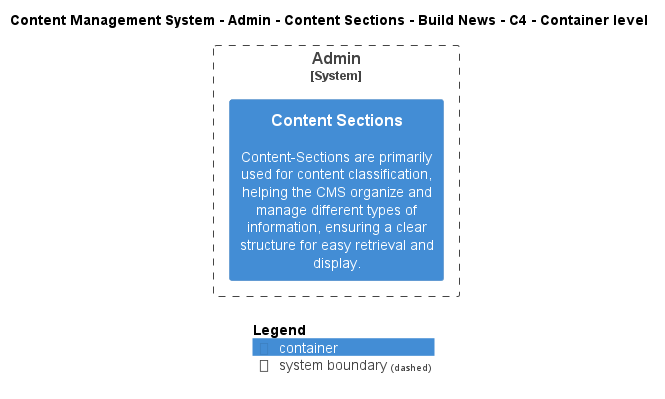 Content Management System - Admin - Content Sections - Build News - C4 - Container level
Admin
[System]
Content Sections
Content-Sections are primarily
used for content classification,
helping the CMS organize and
manage different types of
information, ensuring a clear
structure for easy retrieval and
display.
Legend
container
system boundary (dashed)